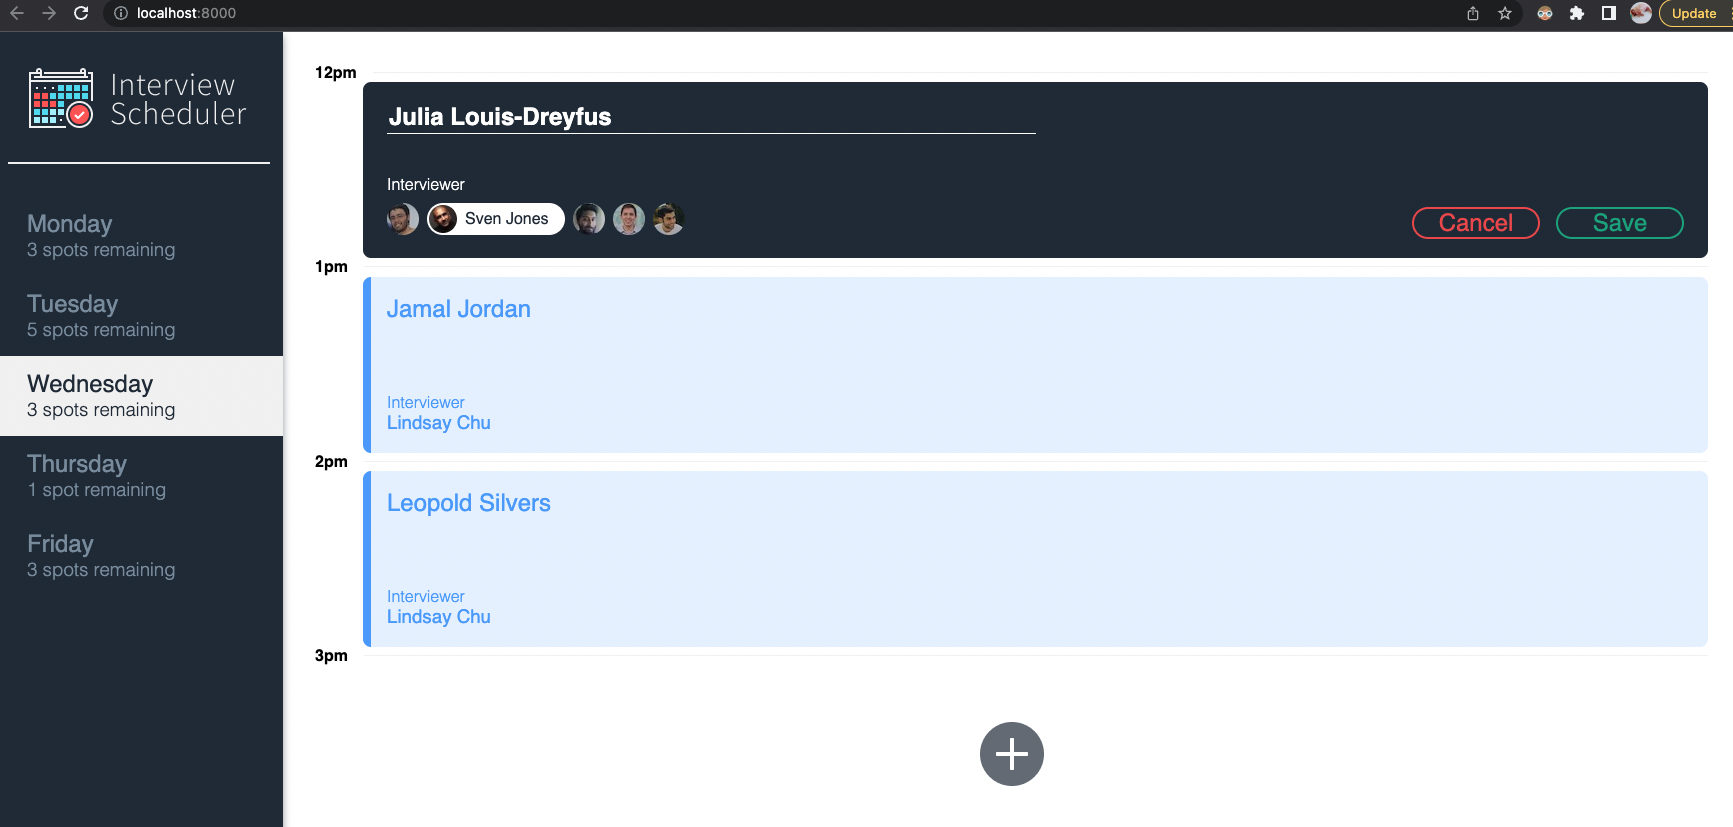 localhost:8000
Update
Interview
Scheduler
Monday
3 spots remaining
Tuesday
5 spots remaining
Wednesday
3 spots remaining
Thursday
1 spot remaining
Friday
3 spots remaining
12pm
Julia Louis-Dreyfus
Interviewer
Sven Jones
Cancel
Save
1pm
Jamal Jordan
Interviewer
Lindsay Chu
2pm
Leopold Silvers
Interviewer
Lindsay Chu
3pm